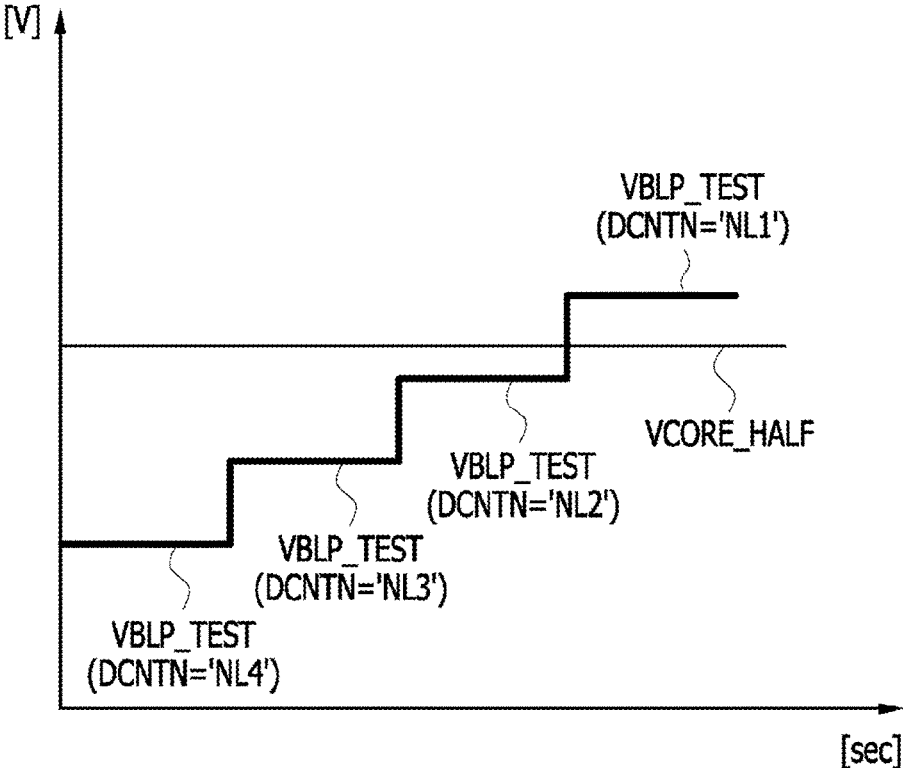 [V]
VBLP_TEST
(DCNTN='NL1')
VCORE_HALF
VBLP_TEST
(DCNTN='NL2')
VBLP_TEST
(DCNTN='NL3')
VBLP_TEST
(DCNTN='NL4')
[sec]